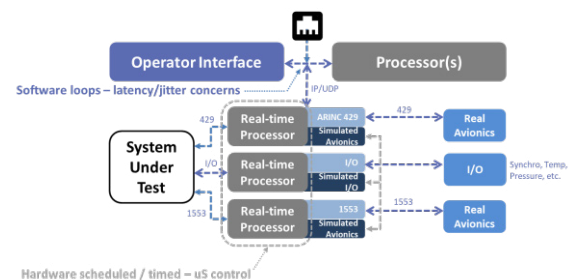 Operator Interface
Processor(s)
Software loops – latency/jitter concerns
IP/UDP
429
Real-time
Processor
ARINC 429
Simulated
Avionics
429
Real
Avionics
System
Under
Test
I/O
Real-time
Processor
I/O
Simulated
I/O
I/O
Synchro, Temp,
Pressure, etc.
1553
Real-time
Processor
1553
Simulated
Avionics
1553
Real
Avionics
Hardware scheduled / timed – uS control